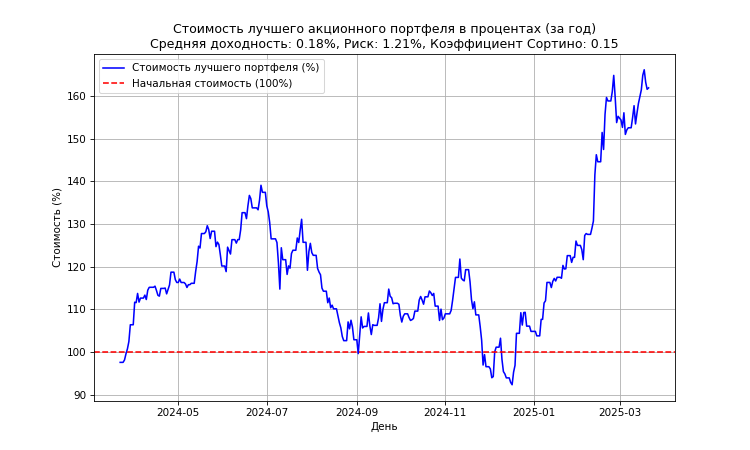 Стоимость лучшего акционного портфеля в процентах (за год)
Средняя доходность: 0.18%, Риск: 1.21%, Коэффициент Сортино: 0.15
Стоимость лучшего портфеля (%)
Начальная стоимость (100%)
Стоимость (%)
160
150
140
130
120
110
100
90
2024-05
2024-07
2024-09
2024-11
2025-01
2025-03
День